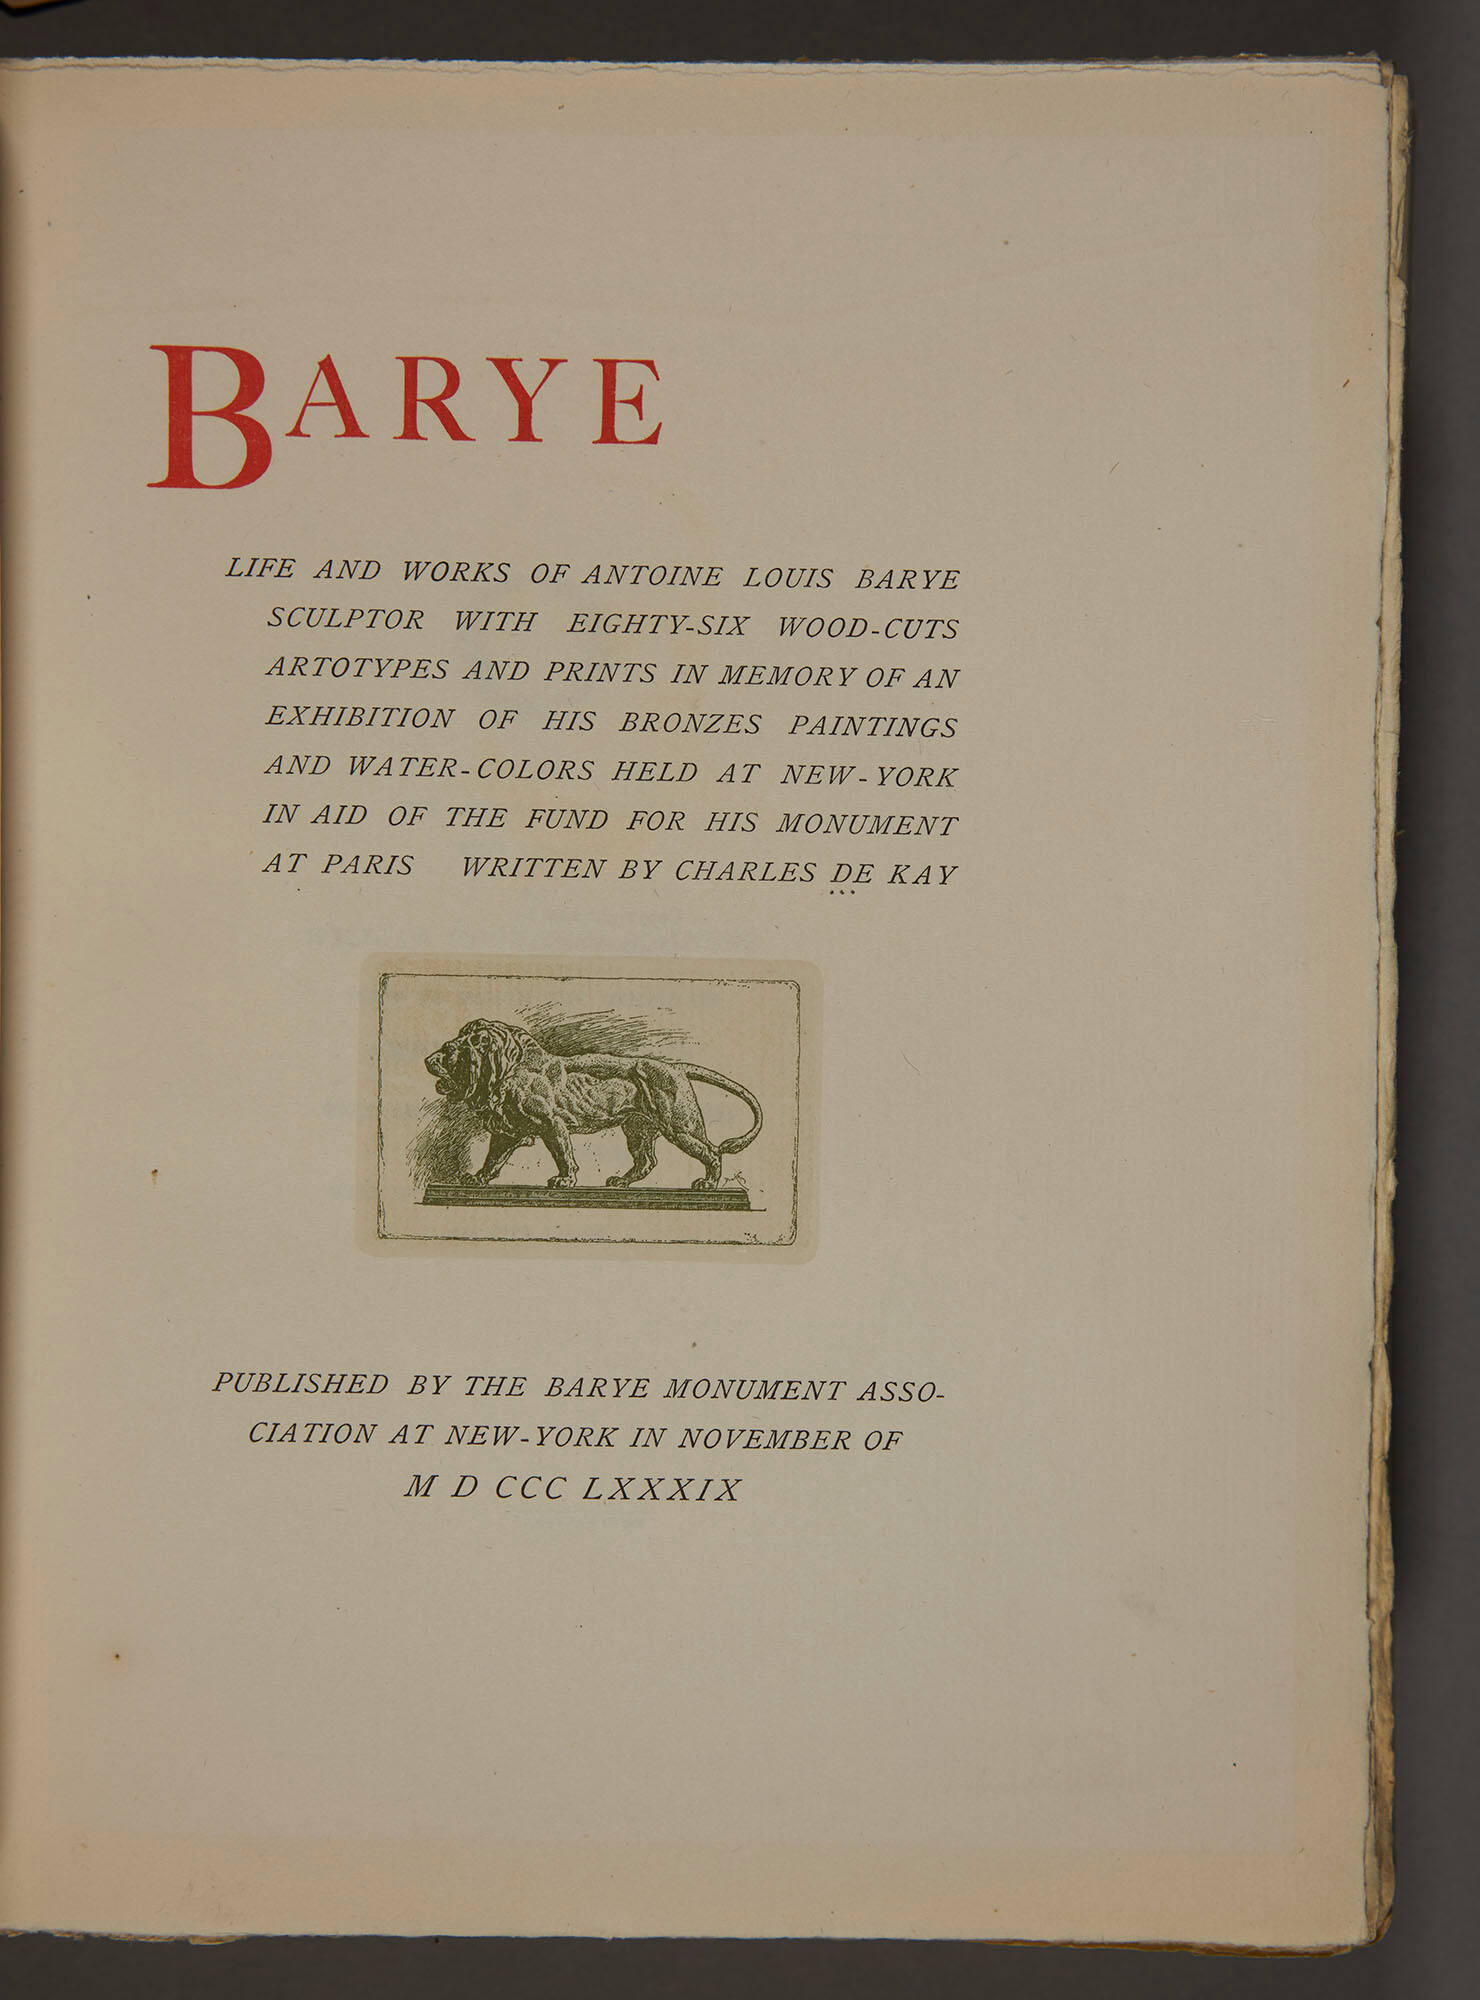 BARYE
LIFE AND WORKS OF ANTOINE LOUIS BARYE
SCULPTOR WITH EIGHTY-SIX WOOD-CUTS
ARTOTYPES AND PRINTS IN MEMORY OF AN
EXHIBITION OF HIS BRONZES PAINTINGS
AND WATER-COLORS HELD AT NEW-YORK
IN AID OF THE FUND FOR HIS MONUMENT
AT PARIS WRITTEN BY CHARLES DE KAY
PUBLISHED BY THE BARYE MONUMENT ASSO-
CIATION AT NEW-YORK IN NOVEMBER OF
M D CCC LXXXIX